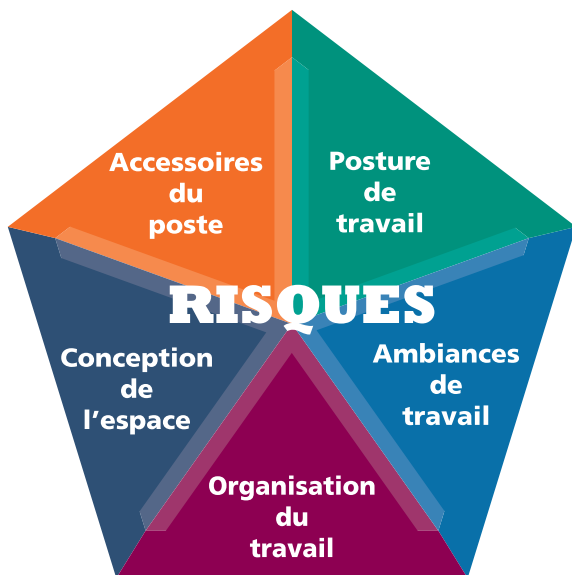 Accessoires
du
poste
Posture
de
travail
RISQUES
Conception
de
l'espace
Ambiances
de
travail
Organisation
du
travail